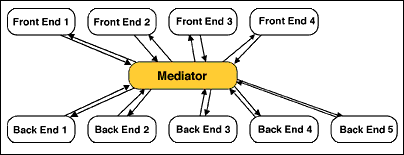 Front End 1 Front End 2 Front End 3 Front End 4
Mediator
Back End 1 Back End 2 Back End 3 Back End 4 Back End 5